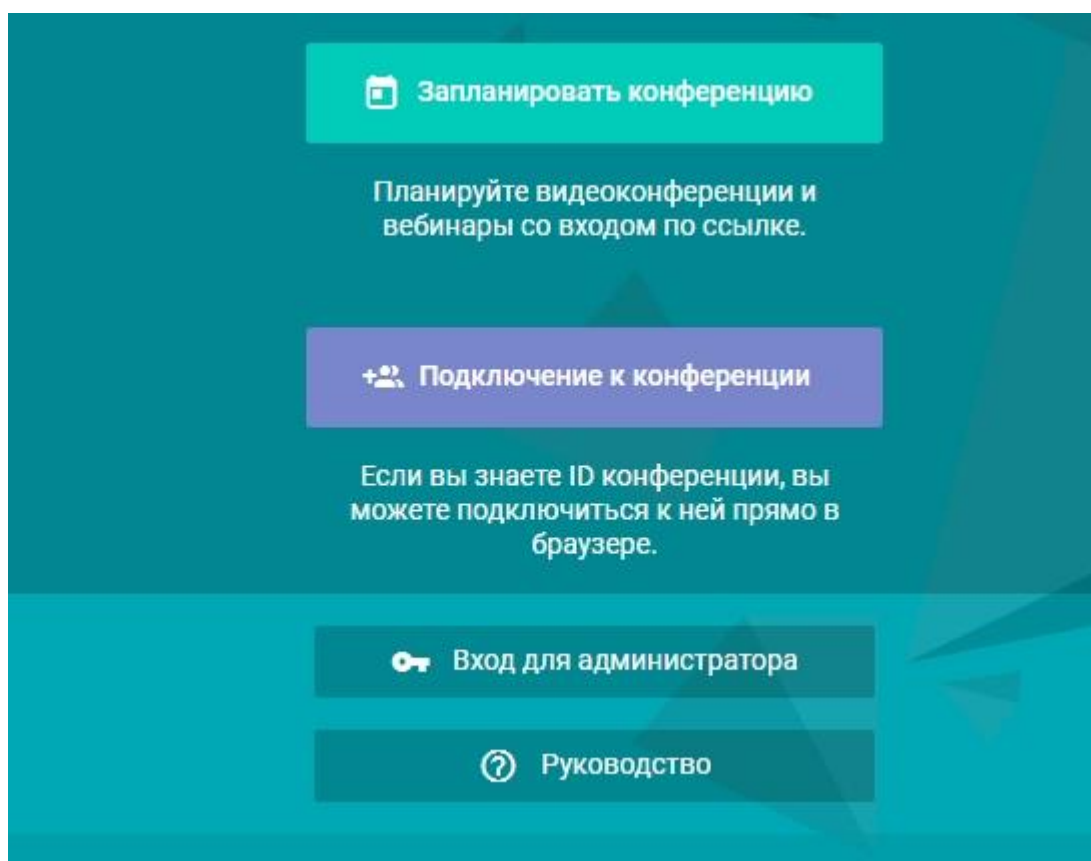 Запланировать конференцию
Планируйте видеоконференции и
вебинары со входом по ссылке.
Подключение к конференции
Если вы знаете ID конференции, вы
можете подключиться к ней прямо в
браузере.
Вход для администратора
Руководство